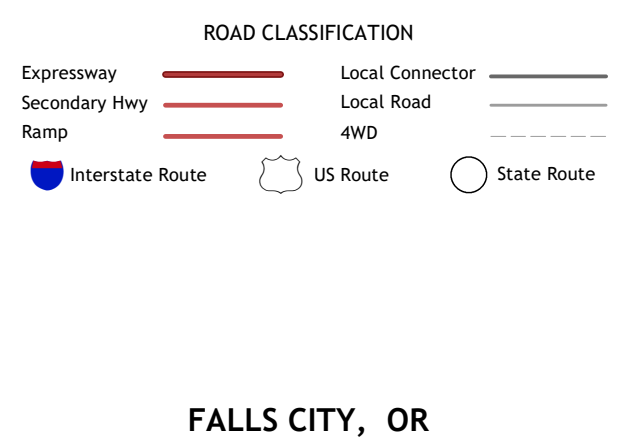 ROAD CLASSIFICATION
Expressway Local Connector
Secondary Hwy Local Road
Ramp 4WD
Interstate Route US Route State Route
FALLS CITY, OR